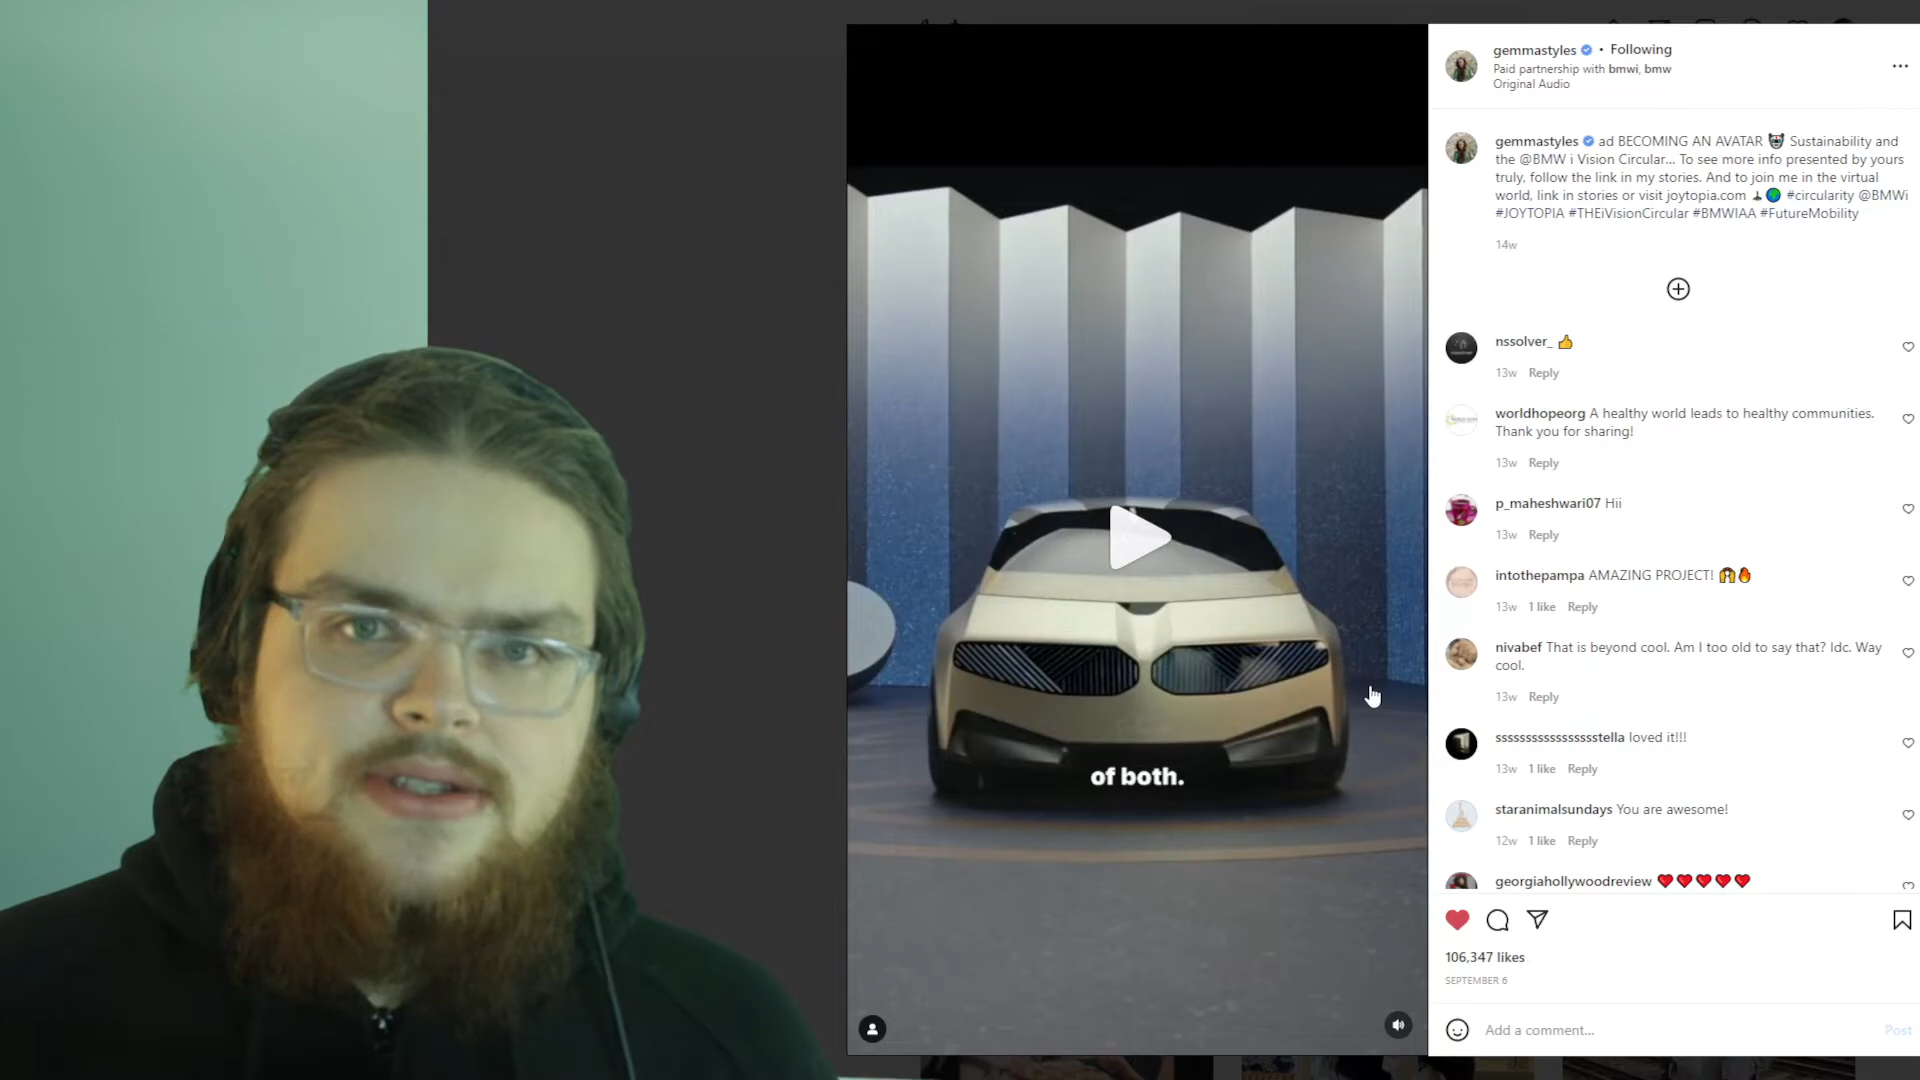 gemmastyles • Following
Paid partnership with bmwi, bmw
Original Audio
gemmastyles ad BECOMING AN AVATAR Sustainability and
the @BMW i Vision Circular... To see more info presented by yours
truly, follow the link in my stories. And to join me in the virtual
world, link in stories or visit joytopia.com #circularity @BMWi
#JOYTOPIA #THEiVisionCircular #BMWIAA #FutureMobility
14w
nssolver_ 👍
13w Reply
worldhopeorg A healthy world leads to healthy communities.
Thank you for sharing!
13w Reply
p_maheshwari07 Hii
13w Reply
intothepampa AMAZING PROJECT! 🙌🔥
13w 1 like Reply
nivabef That is beyond cool. Am I too old to say that? Idc. Way
cool.
13w Reply
sssssssssssssssssstella loved it!!!
13w 1 like Reply
staranimalsundays You are awesome!
12w 1 like Reply
georgiahollywoodreview ❤️❤️❤️❤️❤️
106,347 likes
SEPTEMBER 6
Add a comment... Post
of both.